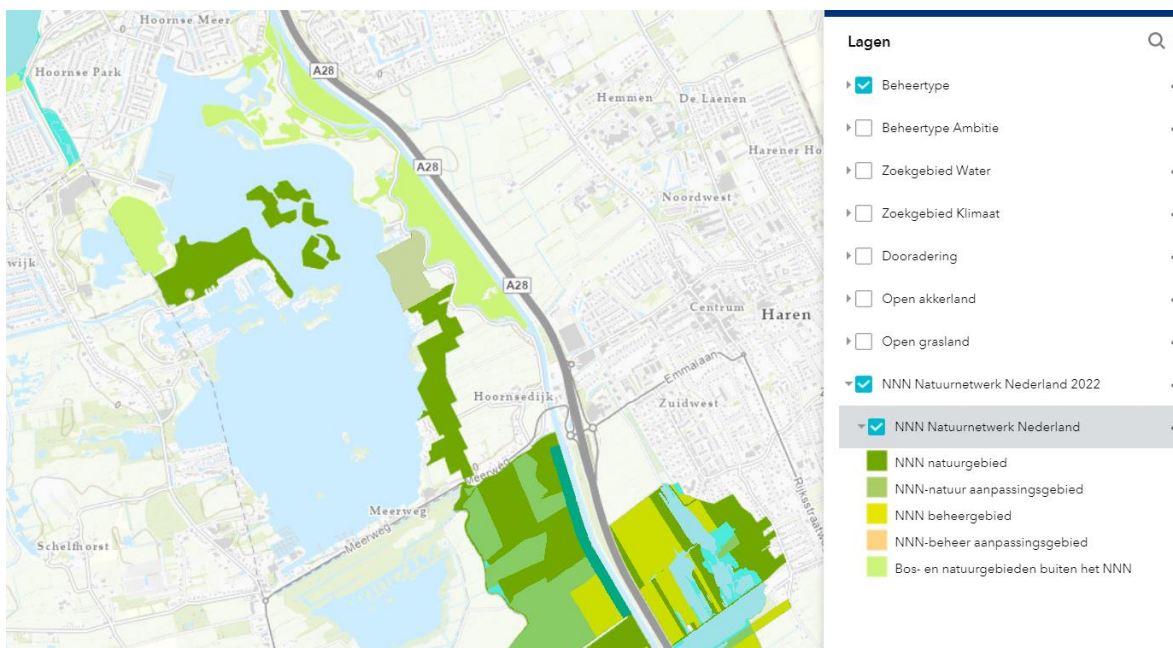 Hoornse Meer
Hoornse Park
A28
Hemmen
De Laenen
Harener Ho
A28
Noordwest
wijk
A28
Centrum
Haren
Emmalaan
Hoornsedijk
Zuidwest
Meerweg
Rijksstraatw
Meerweg
Meerweg
Schelfhorst
Lagen
Beheertype
Beheertype Ambitie
Zoekgebied Water
Zoekgebied Klimaat
Dooradering
Open akkerland
Open grasland
NNN Natuurnetwerk Nederland 2022
NNN Natuurnetwerk Nederland
NNN natuurgebied
NNN-natuur aanpassingsgebied
NNN beheergebied
NNN-beheer aanpassingsgebied
Bos- en natuurgebieden buiten het NNN